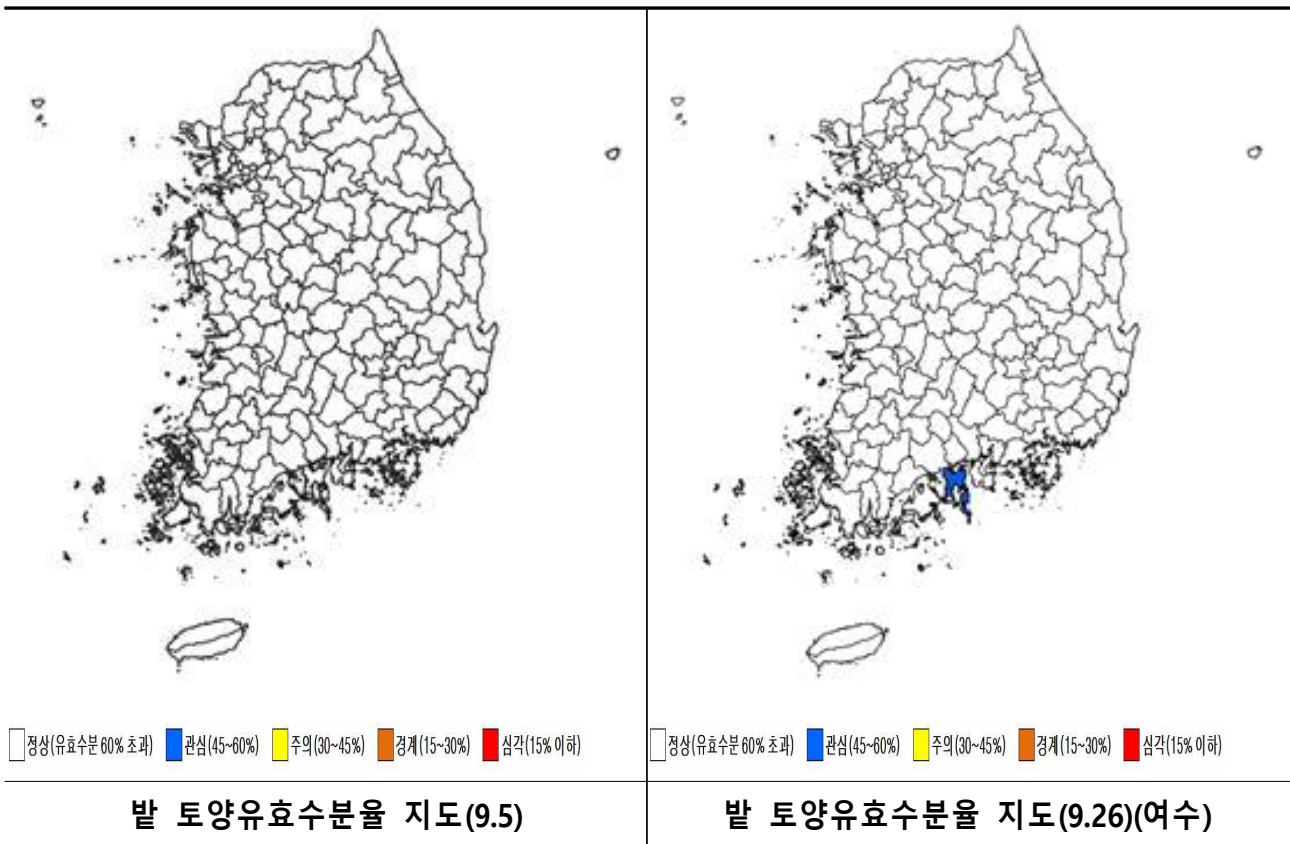 정상(유효수분 60% 초과) 관심(45~60%) 주의(30~45%) 경계(15~30%) 심각(15% 이하)
정상(유효수분 60% 초과) 관심(45~60%) 주의(30~45%) 경계(15~30%) 심각(15% 이하)
밭 토양유효수분율 지도(9.5)
밭 토양유효수분율 지도(9.26)(여수)